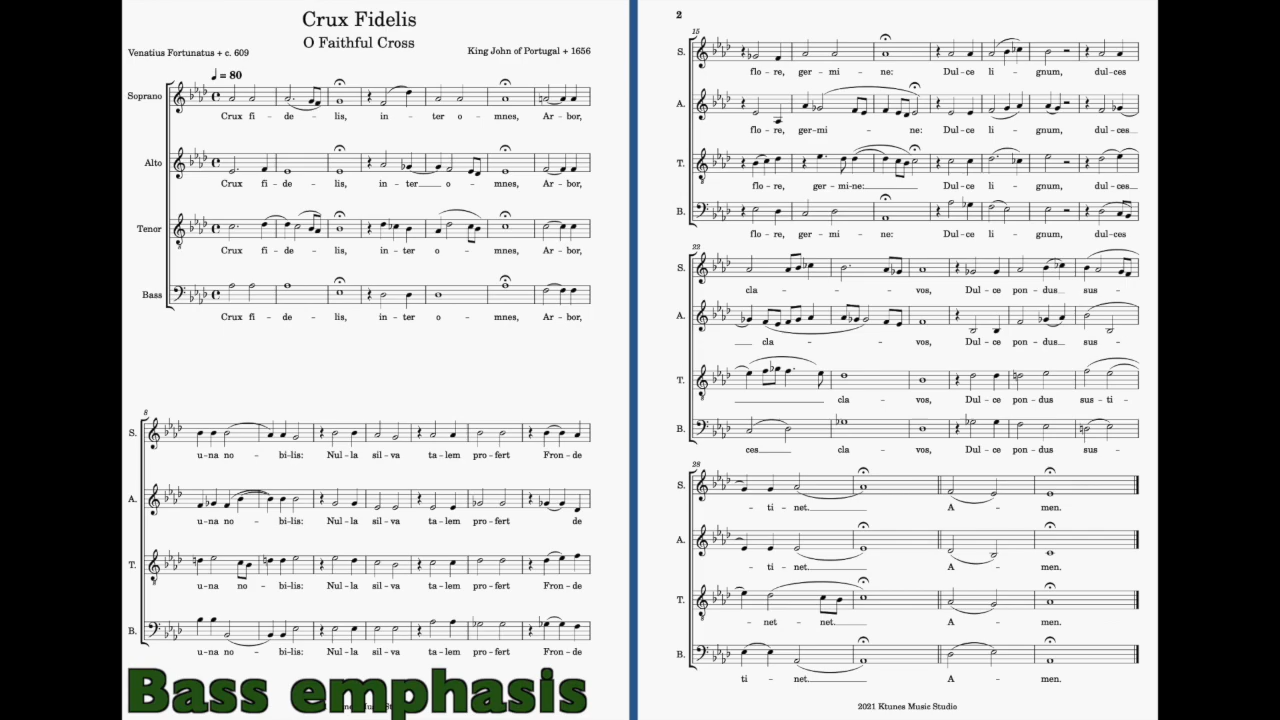 Crux Fidelis
O Faithful Cross
Venatius Fortunatus + c. 609
King John of Portugal + 1656
♩ = 80
Soprano
Crux fi - de - lis, in - ter o - mnes, Ar - bor,
Alto
Crux fi - de - lis, in - ter o - mnes, Ar - bor,
Tenor
Crux fi - de - lis, in - ter o - mnes, Ar - bor,
Bass
Crux fi - de - lis, in - ter o - mnes, Ar - bor,
8
S.
u-na no - bi-lis: Nul-la sil-va ta-lem pro-fert Fron-de
A.
u-na no - bi-lis: Nul-la sil-va ta-lem pro-fert de
T.
u-na no - bi-lis: Nul-la sil-va ta-lem pro-fert Fron-de
B.
u-na no - bi-lis: Nul-la sil-va ta-lem pro-fert Fron-de
Bass emphasis
2
15
S.
flo - re, ger - mi - ne: Dul - ce li - gnum, dul - ces
A.
flo - re, germi - ne: Dul - ce li - gnum, dul - ces
T.
flo - re, ger - mi - ne: Dul - ce li - gnum, dul - ces
B.
flo - re, ger - mi - ne: Dul - ce li - gnum, dul - ces
22
S.
cla - vos, Dul - ce pon - dus sus -
A.
cla - vos, Dul - ce pon - dus sus -
T.
cla - vos, Dul - ce pon - dus sus - ti -
B.
ces cla - vos, Dul - ce pon - dus sus -
28
S.
- ti - net. A - men.
A.
- ti - net. A - men.
T.
- net - net. A - men.
B.
ti - net. A - men.
2021 Ktunes Music Studio